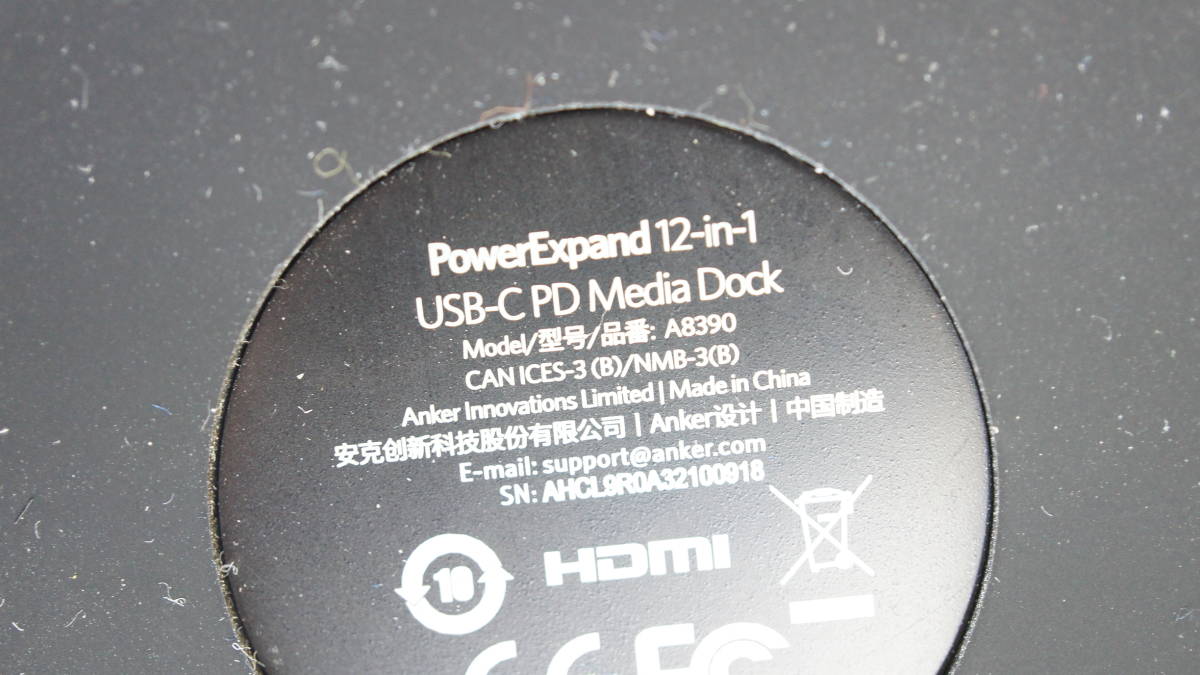 PowerExpand 12-in-1
USB-C PD Media Dock
Model/型号/品番: A8390
CAN ICES-3 (B)/NMB-3(B)
Anker Innovations Limited | Made in China
安克创新科技股份有限公司 | Anker设计 | 中国制造
E-mail: support@anker.com
SN: AHCL9R0A32100918
10 HDMI
CE FC